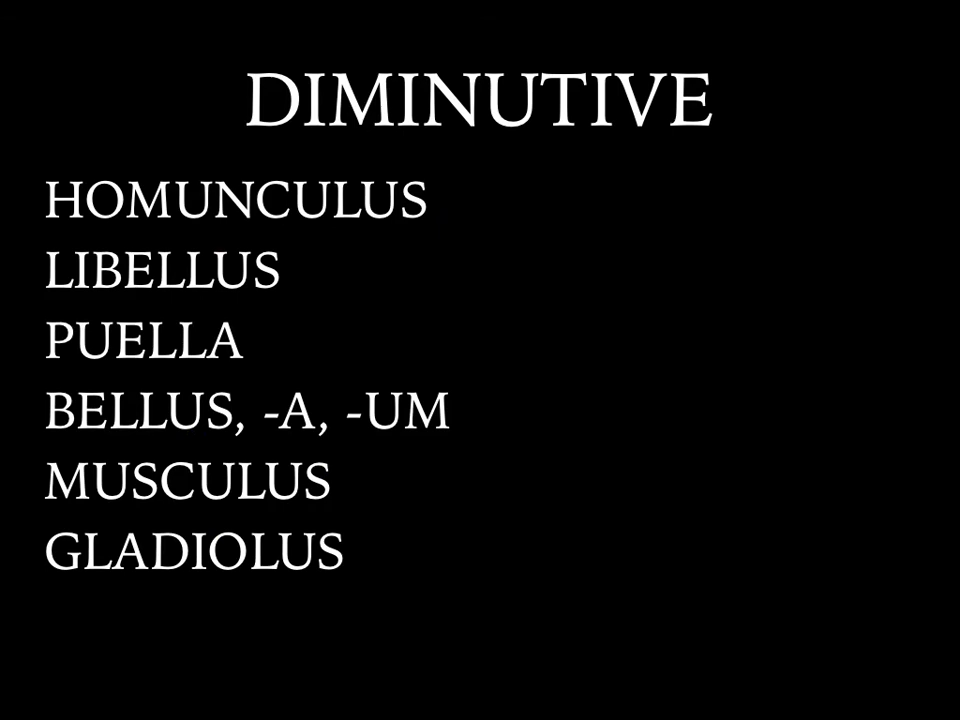 DIMINUTIVE
HOMUNCULUS
LIBELLUS
PUELLA
BELLUS, -A, -UM
MUSCULUS
GLADIOLUS